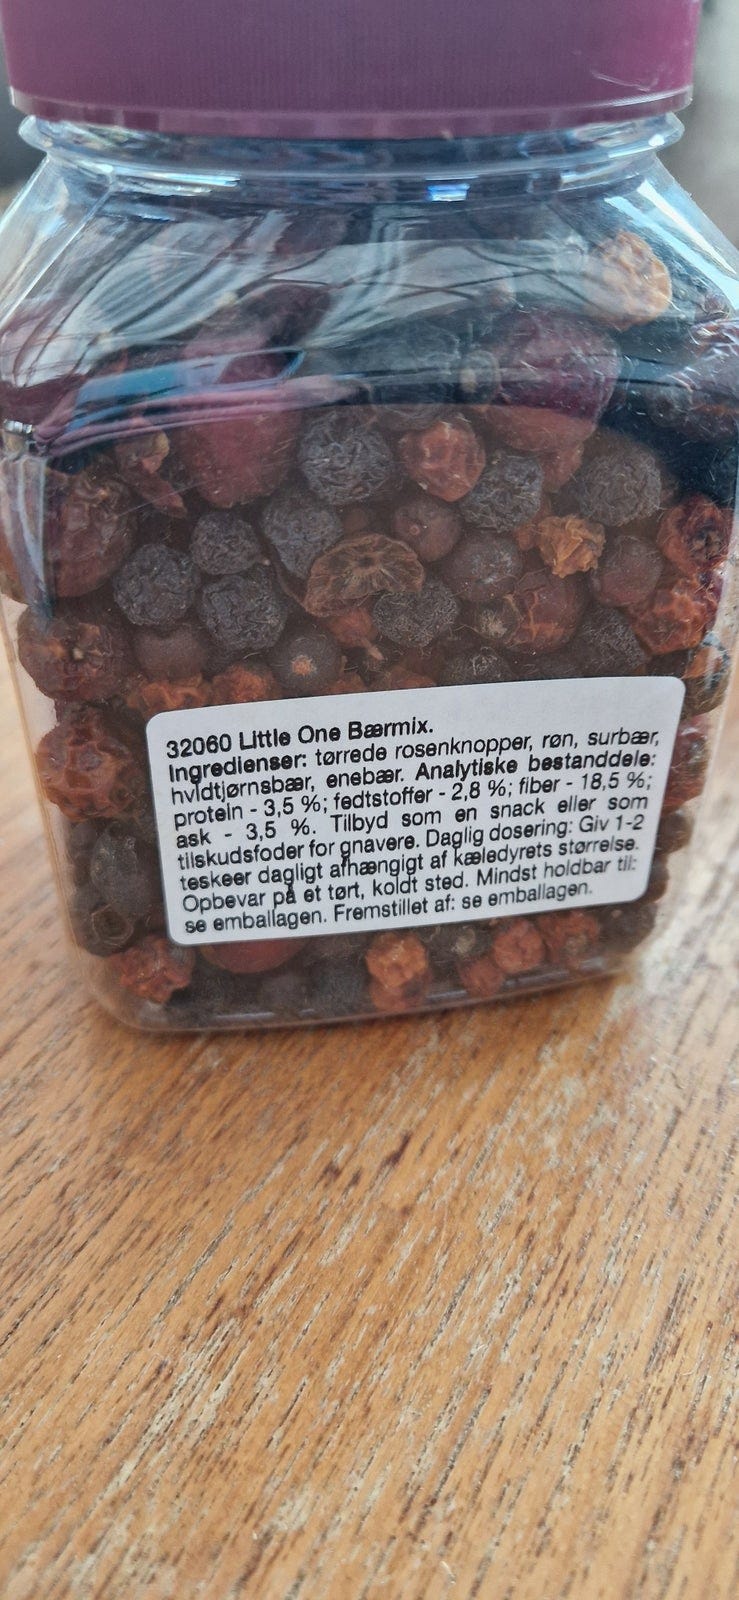 32060 Little One Bærmix.
Ingredienser: tørrede rosenknopper, røn, surbær,
hvidtjørnsbær, enebær. Analytiske bestanddele:
protein - 3,5 %; fedtstoffer - 2,8 %; fiber - 18,5 %;
ask - 3,5 %. Tilbyd som en snack eller som
tilskudsfoder for gnavere. Daglig dosering: Giv 1-2
teskeer dagligt afhængigt af kæledyrets størrelse.
Opbevar på et tørt, koldt sted. Mindst holdbar til:
se emballagen. Fremstillet af: se emballagen.